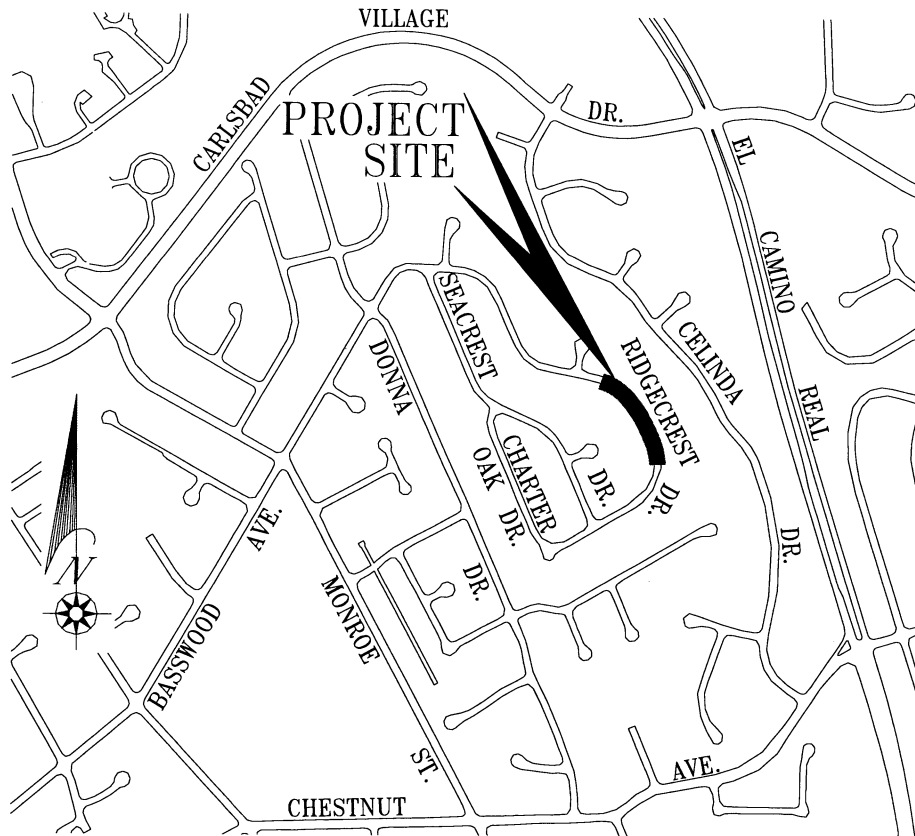 VILLAGE
CARLSBAD
DR.
PROJECT
SITE
EL
CAMINO
REAL
SEACREST
DR.
DONNA
DR.
RIDGECREST
DR.
CELINDA
DR.
CHARTER
OAK DR.
AVE.
BASSWOOD
MONROE
ST.
N
CHESTNUT
AVE.